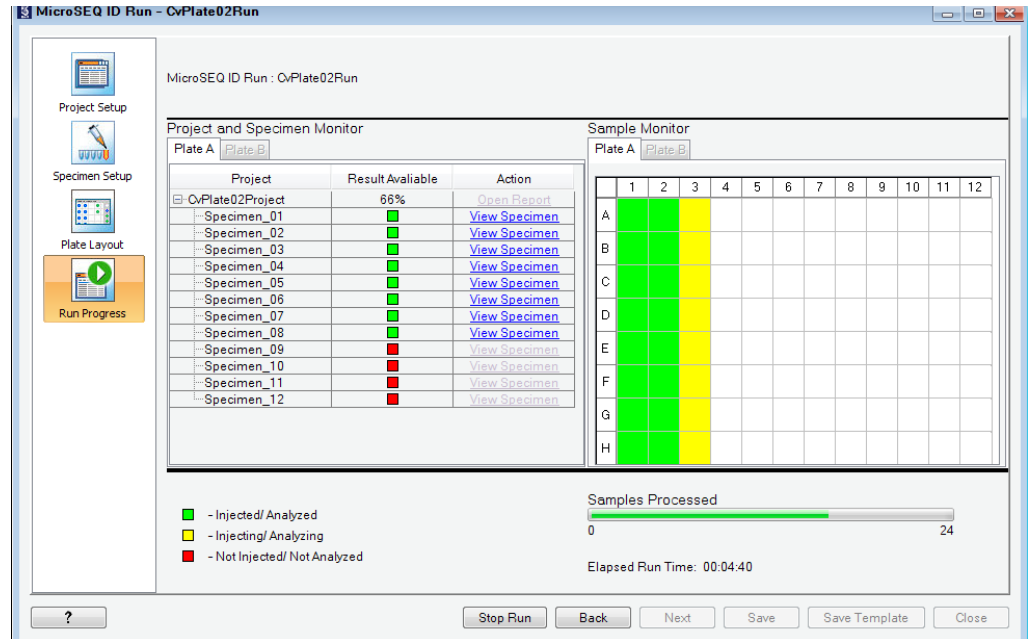 MicroSEQ ID Run - CvPlate02Run
Project Setup
Specimen Setup
Plate Layout
Run Progress
MicroSEQ ID Run : CvPlate02Run
Project and Specimen Monitor
Plate A Plate B
Project Result Avaliable Action
CvPlate02Project 66% Open Report
Specimen_01 View Specimen
Specimen_02 View Specimen
Specimen_03 View Specimen
Specimen_04 View Specimen
Specimen_05 View Specimen
Specimen_06 View Specimen
Specimen_07 View Specimen
Specimen_08 View Specimen
Specimen_09 View Specimen
Specimen_10 View Specimen
Specimen_11 View Specimen
Specimen_12 View Specimen
Sample Monitor
Plate A Plate B
1 2 3 4 5 6 7 8 9 10 11 12
A
B
C
D
E
F
G
H
- Injected/ Analyzed
- Injecting/ Analyzing
- Not Injected/ Not Analyzed
Samples Processed
0 24
Elapsed Run Time: 00:04:40
? Stop Run Back Next Save Save Template Close